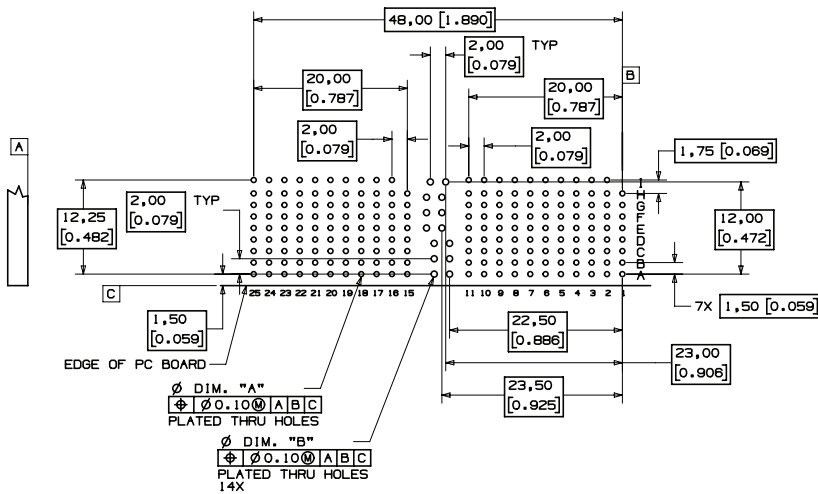 48,00 [1.890]
2,00 TYP
[0.079]
B
20,00
[0.787]
20,00
[0.787]
2,00
[0.079]
2,00
[0.079]
1,75 [0.069]
A
I
H
G
F
E
D
C
B
A
2,00 TYP
[0.079]
12,25
[0.482]
12,00
[0.472]
C
25 24 23 22 21 20 19 18 17 16 15 11 10 9 8 7 6 5 4 3 2 1
7X 1,50 [0.059]
1,50
[0.059]
22,50
[0.886]
EDGE OF PC BOARD
23,00
[0.906]
23,50
[0.925]
Ø DIM. "A"
⌖ Ø0.10Ⓜ A B C
PLATED THRU HOLES
Ø DIM. "B"
⌖ Ø0.10Ⓜ A B C
PLATED THRU HOLES
14X